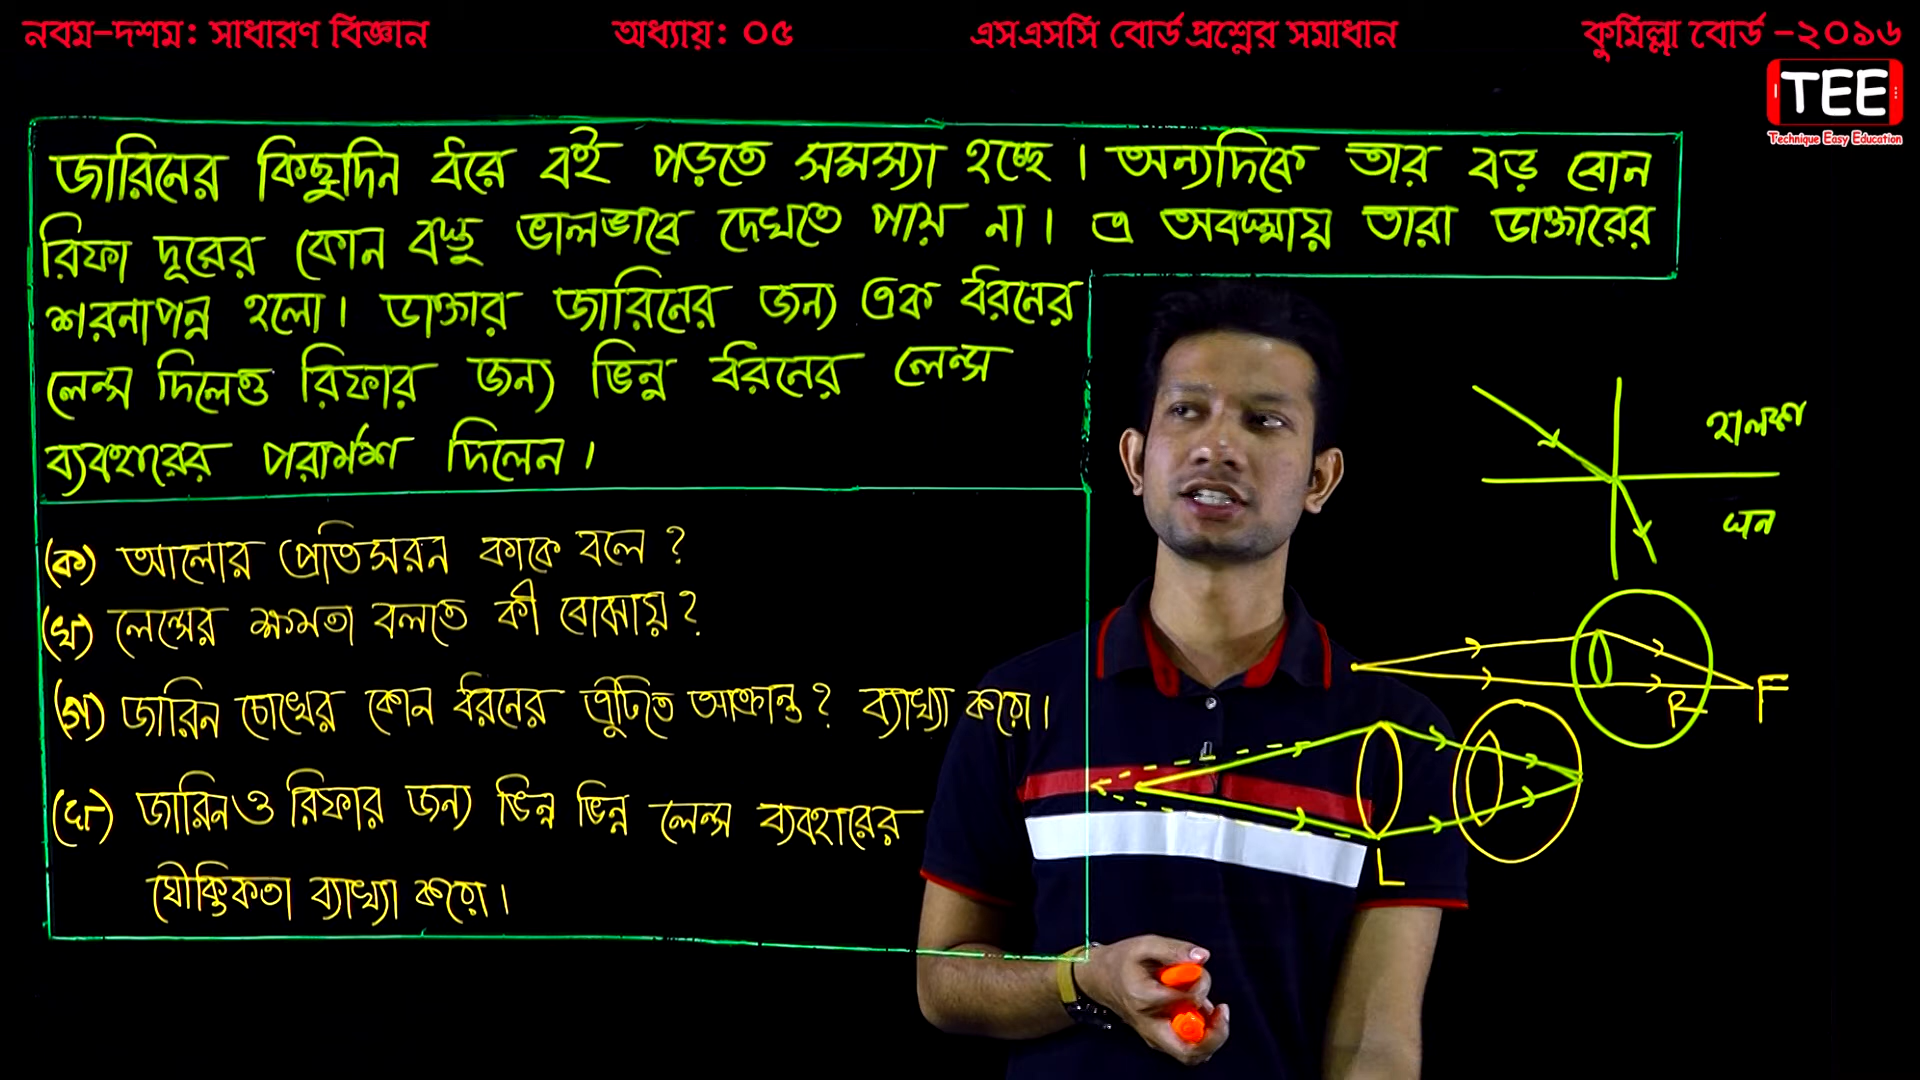 নবম-দশম: সাধারণ বিজ্ঞান
অধ্যায়: ০৫
এসএসসি বোর্ড প্রশ্নের সমাধান
কুমিল্লা বোর্ড -২০১৬
TEE
Technique Easy Education
জারিনের কিছুদিন ধরে বই পড়তে সমস্যা হচ্ছে। অন্যদিকে তার বড় বোন
রিফা দূরের কোন বস্তু ভালভাবে দেখতে পায় না। এ অবস্থায় তারা ডাক্তারের
শরনাপন্ন হলো। ডাক্তার জারিনের জন্য এক ধরনের
লেন্স দিলেও রিফার জন্য ভিন্ন ধরনের লেন্স
ব্যবহারের পরার্মশ দিলেন।
(ক) আলোর প্রতিসরন কাকে বলে?
(খ) লেন্সের ক্ষমতা বলতে কী বোঝায়?
(গ) জারিন চোখের কোন ধরনের ত্রুটিতে আক্রান্ত? ব্যাখ্যা করো।
(ঘ) জারিন ও রিফার জন্য ভিন্ন ভিন্ন লেন্স ব্যবহারের
যৌক্তিকতা ব্যাখ্যা করো।
হালকা
ঘন
R
F
L